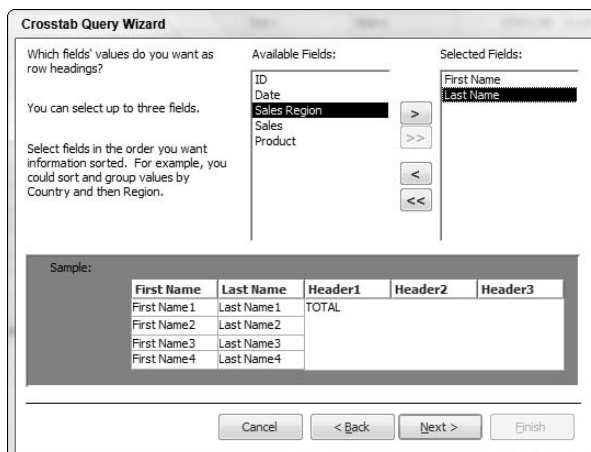 Crosstab Query Wizard
Which fields' values do you want as
row headings?
You can select up to three fields.
Select fields in the order you want
information sorted. For example, you
could sort and group values by
Country and then Region.
Available Fields:
ID
Date
Sales Region
Sales
Product
>
>>
<
<<
Selected Fields:
First Name
Last Name
Sample:
First Name Last Name Header1 Header2 Header3
First Name1 Last Name1 TOTAL
First Name2 Last Name2
First Name3 Last Name3
First Name4 Last Name4
Cancel < Back Next > Finish